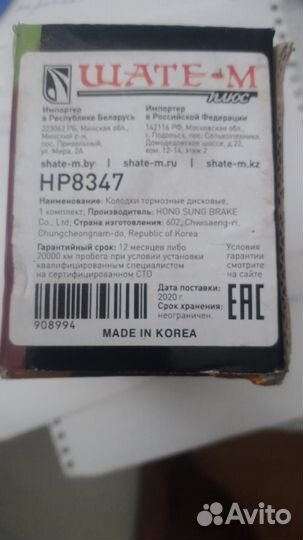 ШАТЕ-М
ПЛЮС
Импортер
в Республике Беларусь
223062 РБ, Минская обл.,
Минский р-н,
пос. Привольный,
ул. Мира, 2А
Импортер
в Российской Федерации
142116 РФ, Московская обл.,
г. Подольск, пос. Сельхозтехника,
Домодедовское шоссе, д.22,
ком. 12-14, этаж 2
shate-m.by | shate-m.ru | shate-m.kz
HP8347
Наименование: Колодки тормозные дисковые,
1 комплект; Производитель: HONG SUNG BRAKE
Co., Ltd; Страна изготовления: 602, Chwisaeng-ri,
Chungcheongnam-do, Republic of Korea
Гарантийный срок: 12 месяцев либо
20000 км пробега при условии установки
квалифицированным специалистом
на сертифицированном СТО
Условия
гарантии
смотрите
на сайте
908994
Дата поставки:
2020 г
Срок хранения:
неограничен.
EAC
MADE IN KOREA
Avito